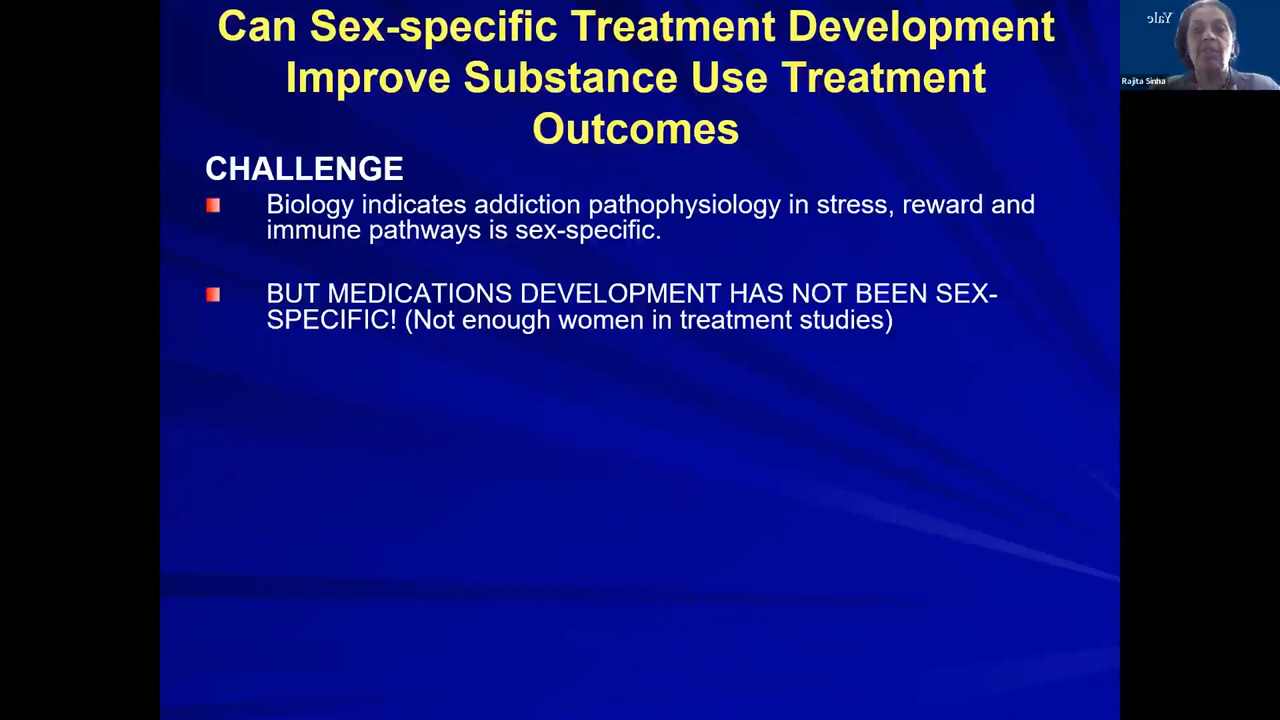 Can Sex-specific Treatment Development
Improve Substance Use Treatment
Outcomes
CHALLENGE
Biology indicates addiction pathophysiology in stress, reward and
immune pathways is sex-specific.
BUT MEDICATIONS DEVELOPMENT HAS NOT BEEN SEX-
SPECIFIC! (Not enough women in treatment studies)
Yale
Rajita Sinha